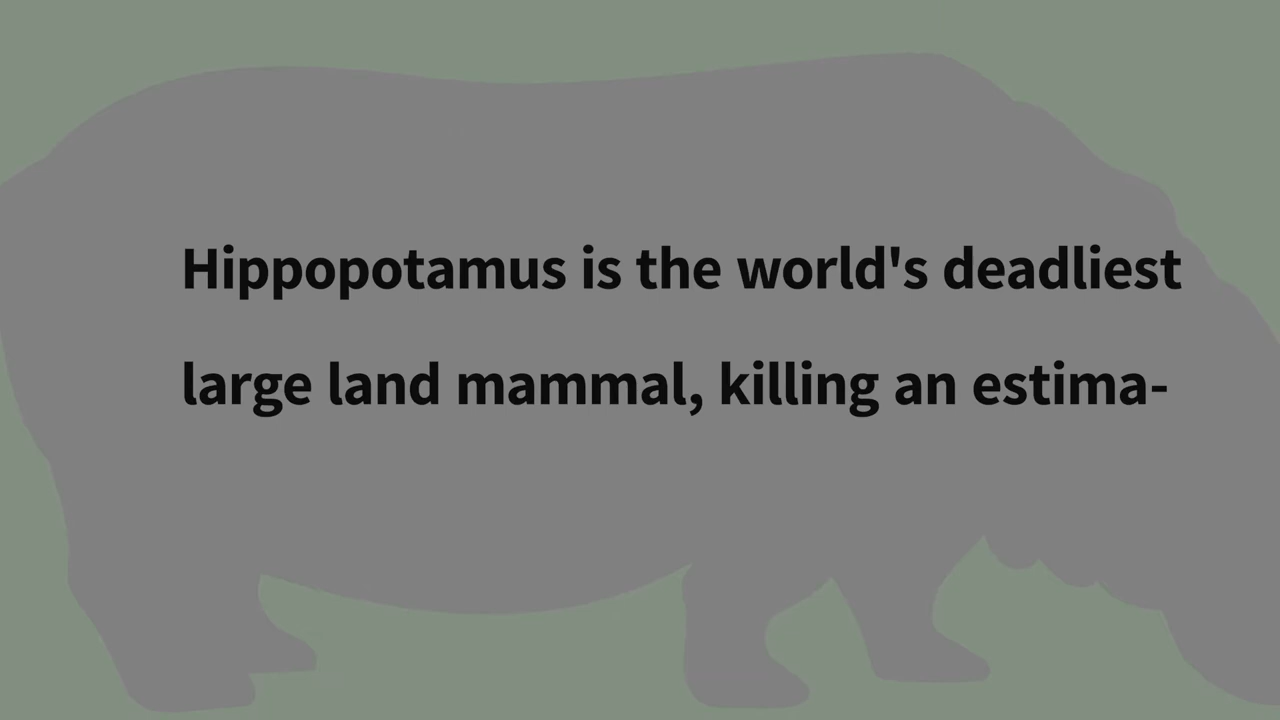 Hippopotamus is the world's deadliest
large land mammal, killing an estima-